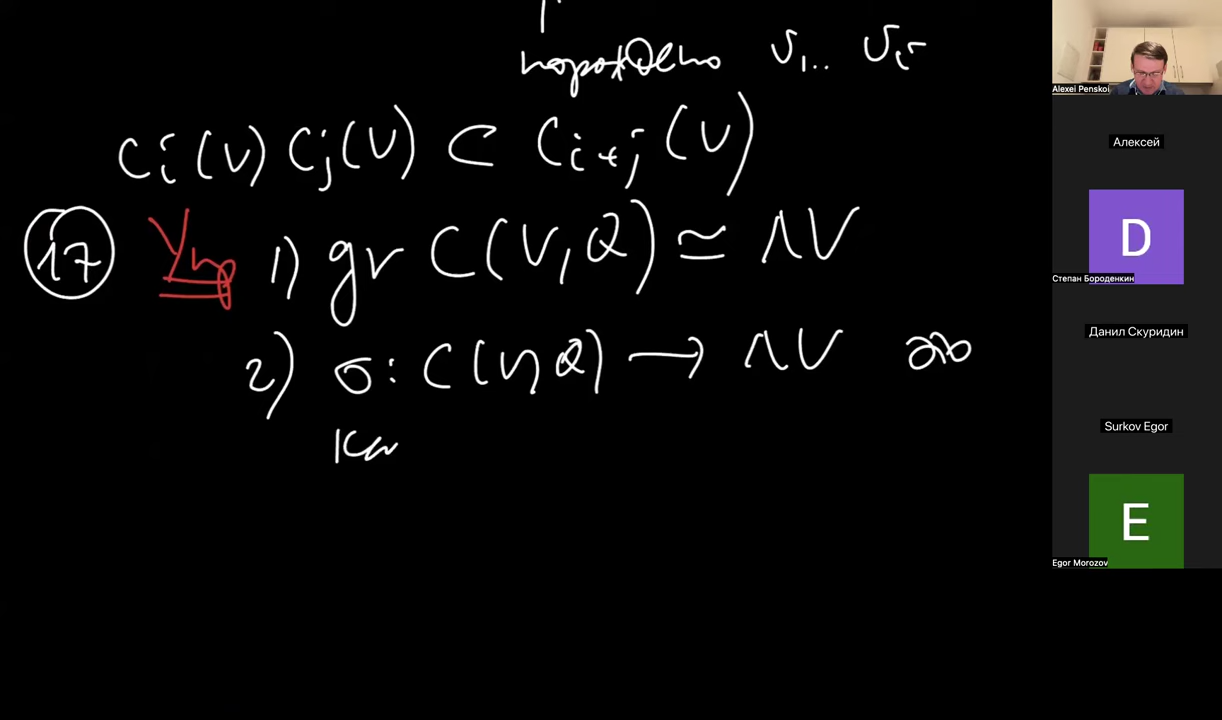 порождено v₁.. vᵢ
Cᵢ(V) Cⱼ(V) ⊂ Cᵢ₊ⱼ(V)
17 Упр 1) gr C(V, Q) ≃ ΛV
2) σ: C(V, Q) → ΛV это
Alexei Penskoi
Алексей
D
Степан Бороденкин
Данил Скуридин
Surkov Egor
E
Egor Morozov